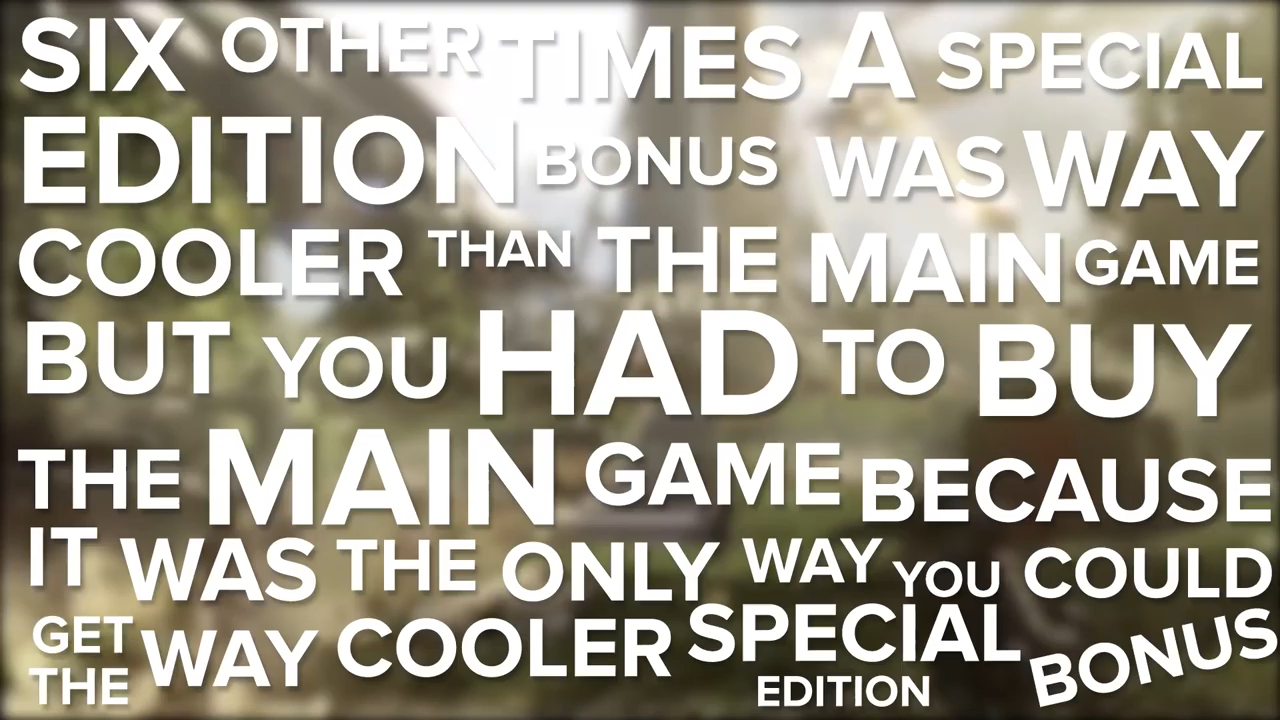 SIX OTHER TIMES A SPECIAL
EDITION BONUS WAS WAY
COOLER THAN THE MAIN GAME
BUT YOU HAD TO BUY
THE MAIN GAME BECAUSE
IT WAS THE ONLY WAY YOU COULD
GET THE WAY COOLER SPECIAL EDITION BONUS